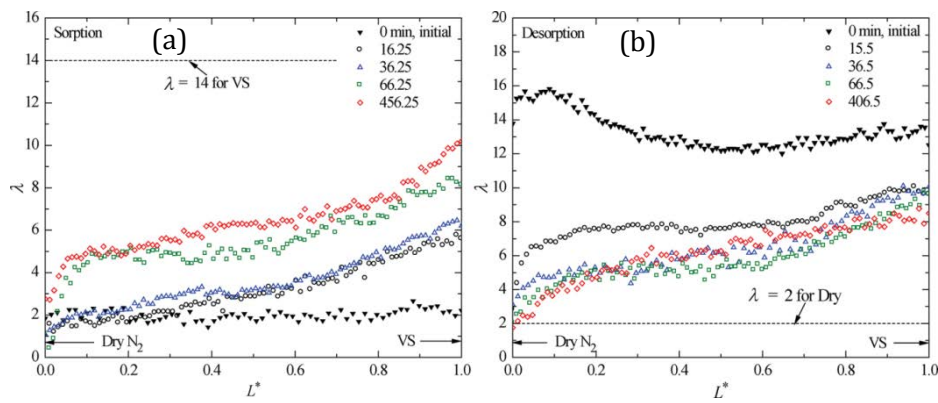 Sorption
(a)
0 min, initial
16.25
36.25
66.25
456.25
λ = 14 for VS
16
14
12
10
8
6
4
2
0
λ
Dry N₂
VS
0.0 0.2 0.4 0.6 0.8 1.0
L*
Desorption
(b)
0 min, initial
15.5
36.5
66.5
406.5
20
18
16
14
12
10
8
6
4
2
0
λ
λ = 2 for Dry
Dry N₂
VS
0.0 0.2 0.4 0.6 0.8 1.0
L*